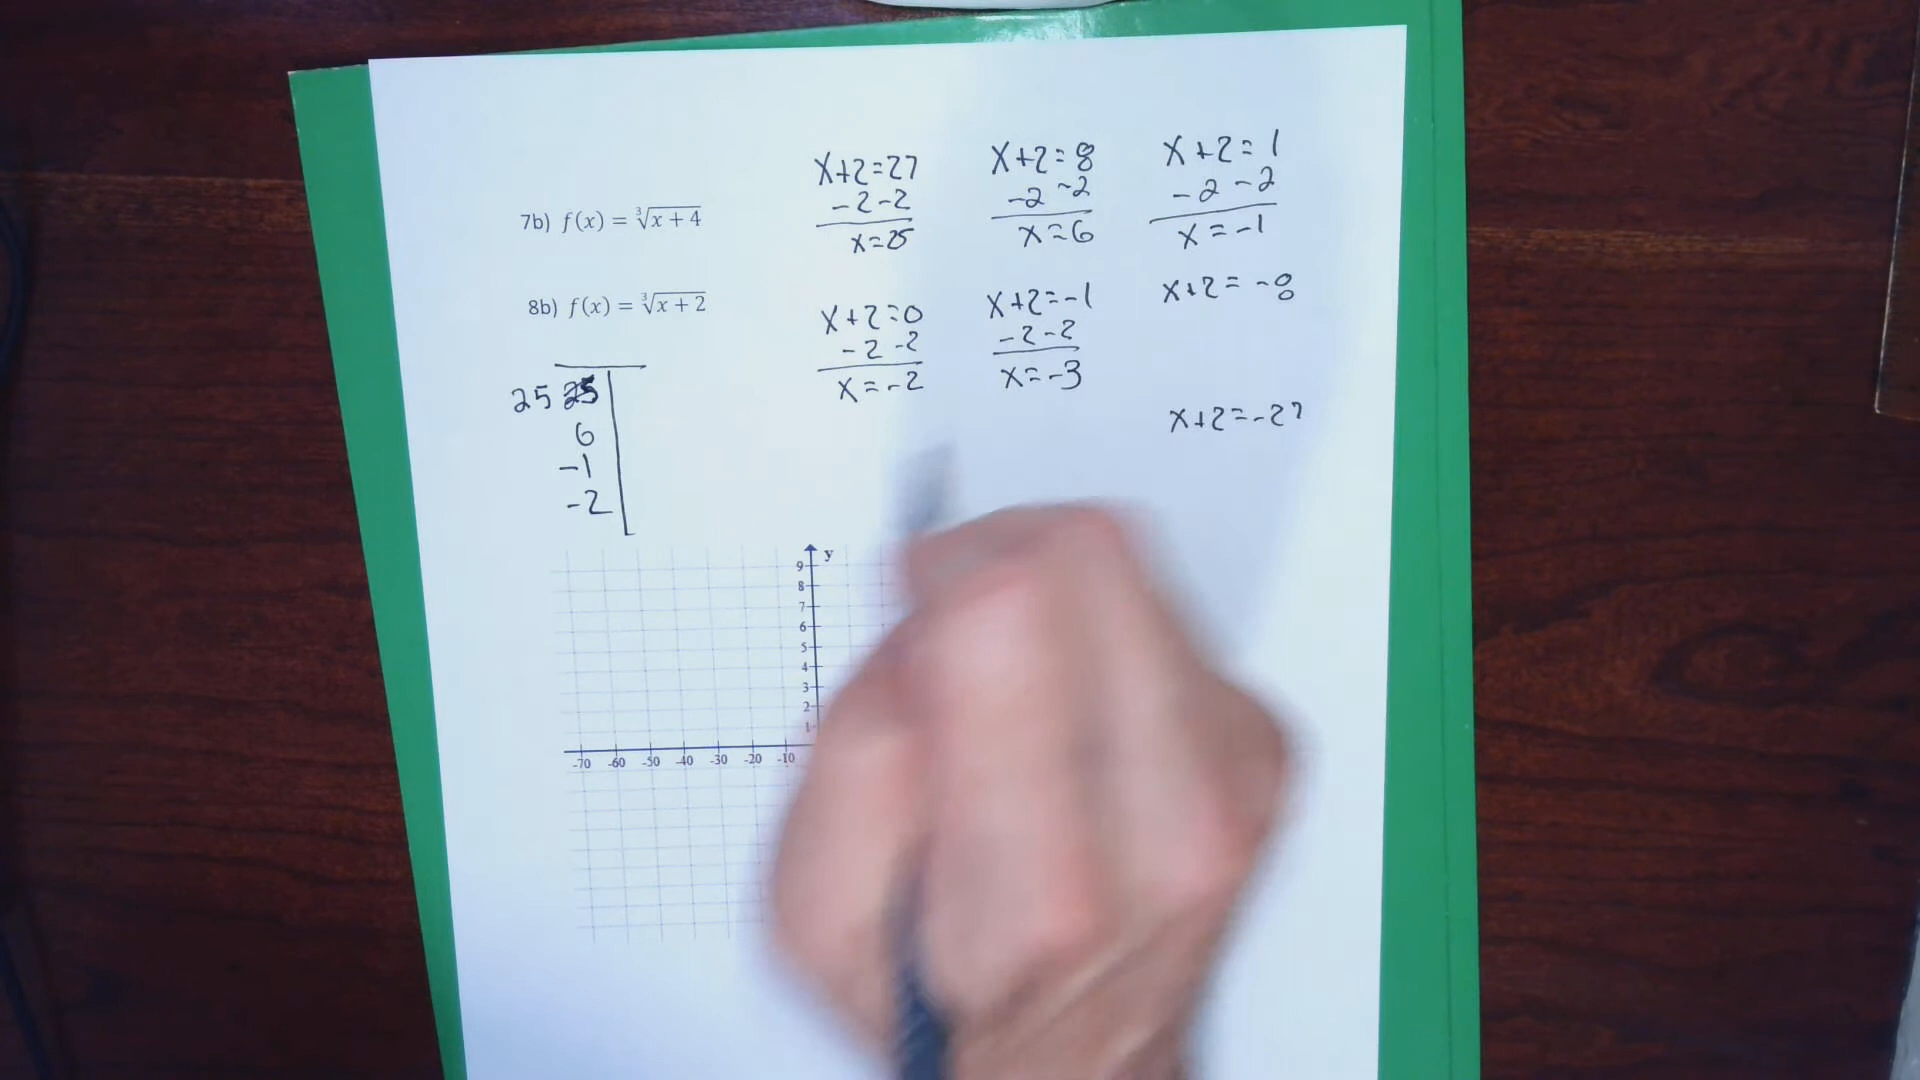 7b) f(x) = ∛x + 4
8b) f(x) = ∛x + 2
x+2=27
-2 -2
x=25
x+2=8
-2 -2
x=6
x+2=1
-2 -2
x=-1
x+2=0
-2 -2
x=-2
x+2=-1
-2 -2
x=-3
x+2=-8
x+2=-27
25 25
6
-1
-2
y
9
8
7
6
5
4
3
2
1
-70 -60 -50 -40 -30 -20 -10